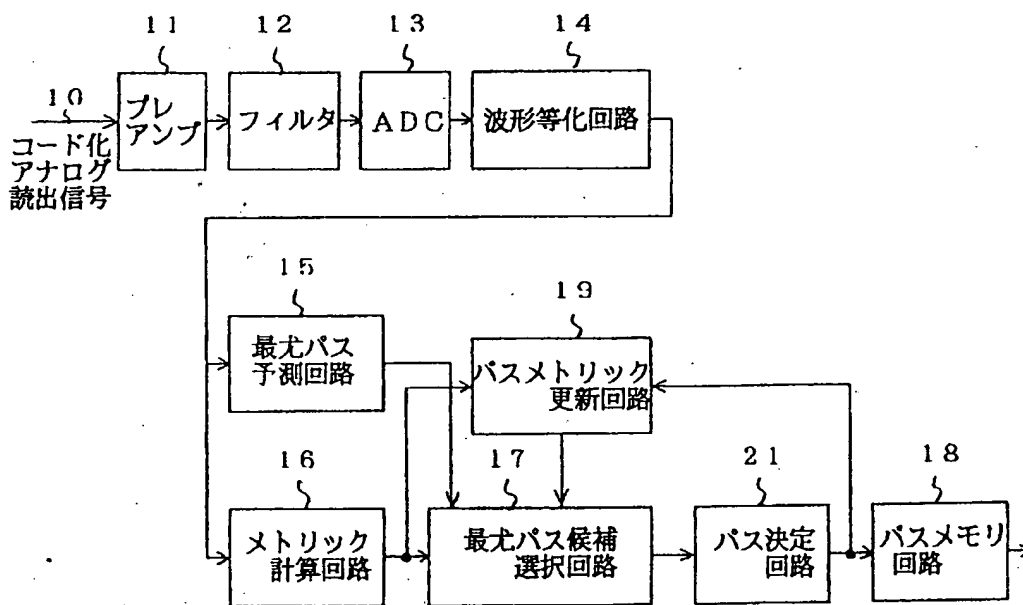 11
12
13
14
10
コード化
アナログ
読出信号
プレ
アンプ
フィルタ
ADC
波形等化回路
15
19
最尤パス
予測回路
パスメトリック
更新回路
16
17
21
18
メトリック
計算回路
最尤パス候補
選択回路
パス決定
回路
パスメモリ
回路